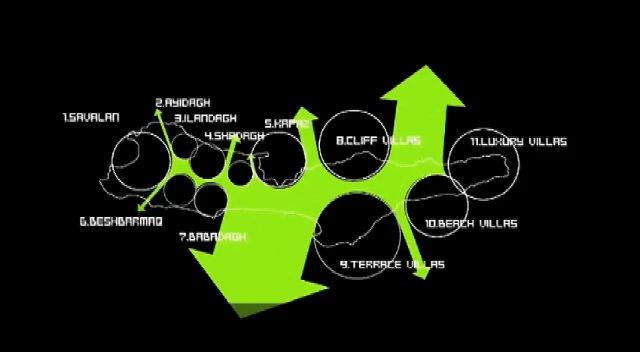 1.SAVALAN
2.AYIDAGH
3.ILANDAGH
4.SHADAGH
5.KAPAZ
6.BESHBARMAQ
7.BABADAGH
8.CLIFF VILLAS
9.TERRACE VILLAS
10.BEACH VILLAS
11.LUXURY VILLAS